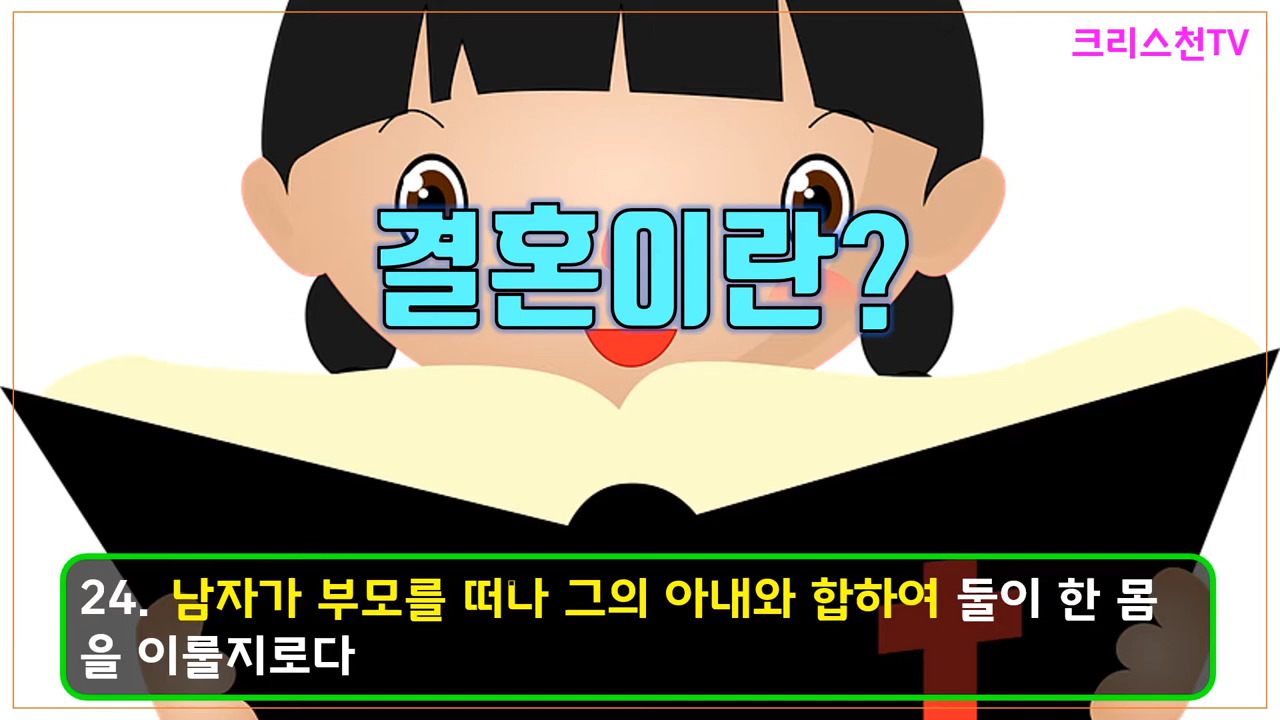 크리스천TV
결혼이란?
24. 남자가 부모를 떠나 그의 아내와 합하여 둘이 한 몸
을 이룰지로다